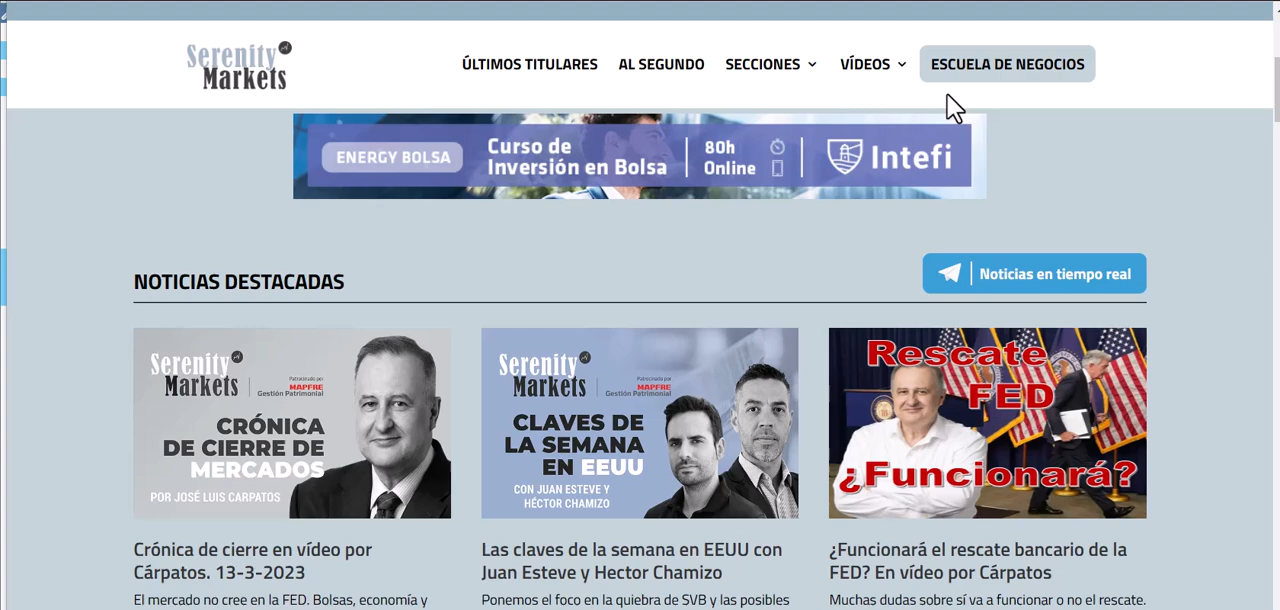 Serenity
Markets
ÚLTIMOS TITULARES
AL SEGUNDO
SECCIONES
VÍDEOS
ESCUELA DE NEGOCIOS
ENERGY BOLSA
Curso de
Inversión en Bolsa
80h
Online
Intefi
NOTICIAS DESTACADAS
Noticias en tiempo real
Serenity
Markets
Patrocinado por
MAPFRE
Gestión Patrimonial
CRÓNICA
DE CIERRE DE
MERCADOS
POR JOSÉ LUIS CARPATOS
Serenity
Markets
Patrocinado por
MAPFRE
Gestión Patrimonial
CLAVES DE
LA SEMANA
EN EEUU
CON JUAN ESTEVE Y
HÉCTOR CHAMIZO
Rescate
FED
¿Funcionará?
Crónica de cierre en vídeo por
Cárpatos. 13-3-2023
El mercado no cree en la FED. Bolsas, economía y
Las claves de la semana en EEUU con
Juan Esteve y Hector Chamizo
Ponemos el foco en la quiebra de SVB y las posibles
¿Funcionará el rescate bancario de la
FED? En vídeo por Cárpatos
Muchas dudas sobre sí va a funcionar o no el rescate.